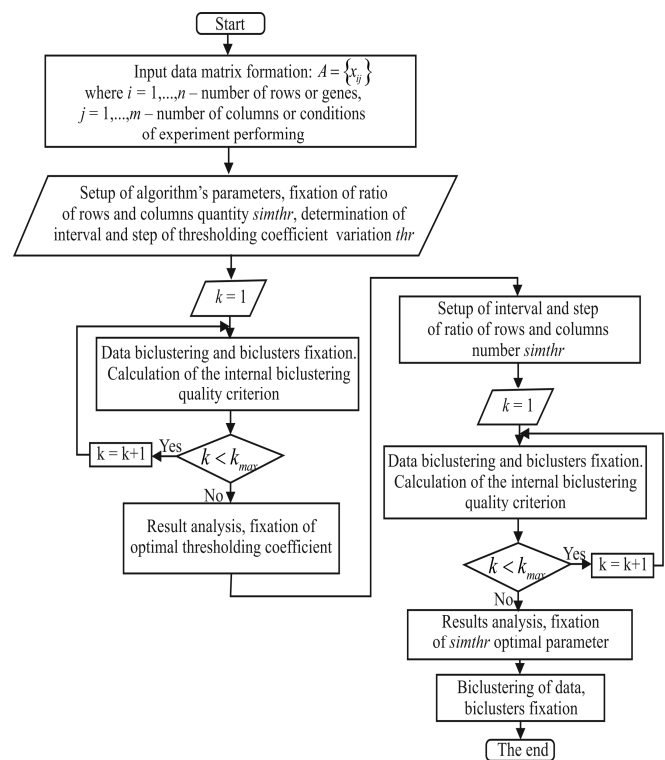 Start
Input data matrix formation: A = {x_ij}
where i = 1,...,n – number of rows or genes,
j = 1,...,m – number of columns or conditions
of experiment performing
Setup of algorithm's parameters, fixation of ratio
of rows and columns quantity simthr, determination of
interval and step of thresholding coefficient variation thr
k = 1
Data biclustering and biclusters fixation.
Calculation of the internal biclustering
quality criterion
k = k+1
Yes
k < k_max
No
Result analysis, fixation of
optimal thresholding coefficient
Setup of interval and step
of ratio of rows and columns
number simthr
k = 1
Data biclustering and biclusters fixation.
Calculation of the internal biclustering
quality criterion
k < k_max
Yes
k = k+1
No
Results analysis, fixation
of simthr optimal parameter
Biclustering of data,
biclusters fixation
The end